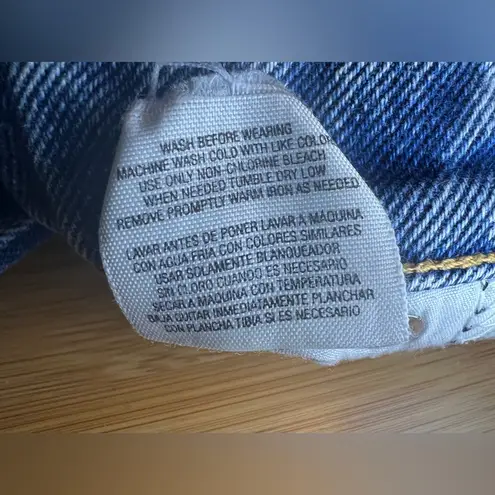 WASH BEFORE WEARING
MACHINE WASH COLD WITH LIKE COLOR
USE ONLY NON-CHLORINE BLEACH
WHEN NEEDED TUMBLE DRY LOW
REMOVE PROMPTLY WARM IRON AS NEEDED
LAVAR ANTES DE PONER LAVAR A MAQUINA
CON AGUA FRIA CON COLORES SIMILARES
USAR SOLAMENTE BLANQUEADOR
SIN CLORO CUANDO ES NECESARIO
SECAR A MAQUINA CON TEMPERATURA
BAJA QUITAR INMEDIATAMENTE PLANCHAR
CON PLANCHA TIBIA SI ES NECESARIO